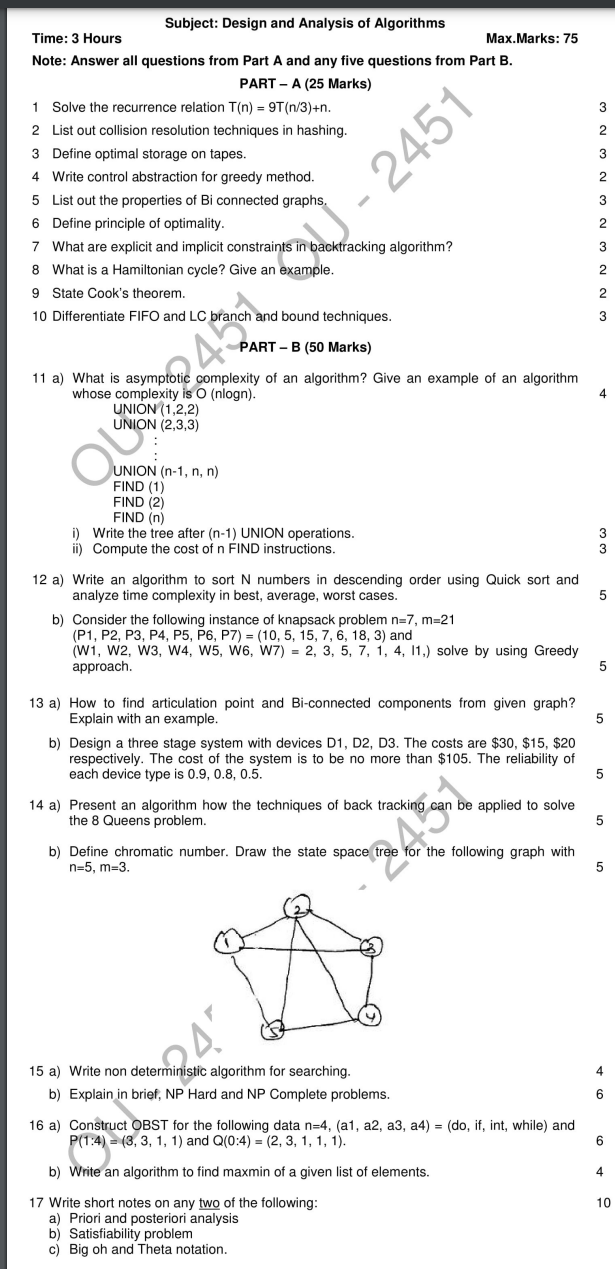 Subject: Design and Analysis of Algorithms
Time: 3 Hours Max.Marks: 75
Note: Answer all questions from Part A and any five questions from Part B.
PART – A (25 Marks)
1 Solve the recurrence relation T(n) = 9T(n/3)+n. 3
2 List out collision resolution techniques in hashing. 2
3 Define optimal storage on tapes. 3
4 Write control abstraction for greedy method. 2
5 List out the properties of Bi connected graphs. 3
6 Define principle of optimality. 2
7 What are explicit and implicit constraints in backtracking algorithm? 3
8 What is a Hamiltonian cycle? Give an example. 2
9 State Cook's theorem. 2
10 Differentiate FIFO and LC branch and bound techniques. 3
PART – B (50 Marks)
11 a) What is asymptotic complexity of an algorithm? Give an example of an algorithm
whose complexity is O (nlogn). 4
UNION (1,2,2)
UNION (2,3,3)
:
:
UNION (n-1, n, n)
FIND (1)
FIND (2)
FIND (n)
i) Write the tree after (n-1) UNION operations. 3
ii) Compute the cost of n FIND instructions. 3
12 a) Write an algorithm to sort N numbers in descending order using Quick sort and
analyze time complexity in best, average, worst cases. 5
b) Consider the following instance of knapsack problem n=7, m=21
(P1, P2, P3, P4, P5, P6, P7) = (10, 5, 15, 7, 6, 18, 3) and
(W1, W2, W3, W4, W5, W6, W7) = 2, 3, 5, 7, 1, 4, l1,) solve by using Greedy
approach. 5
13 a) How to find articulation point and Bi-connected components from given graph?
Explain with an example. 5
b) Design a three stage system with devices D1, D2, D3. The costs are $30, $15, $20
respectively. The cost of the system is to be no more than $105. The reliability of
each device type is 0.9, 0.8, 0.5. 5
14 a) Present an algorithm how the techniques of back tracking can be applied to solve
the 8 Queens problem. 5
b) Define chromatic number. Draw the state space tree for the following graph with
n=5, m=3. 5
2
1
3
4
5
15 a) Write non deterministic algorithm for searching. 4
b) Explain in brief, NP Hard and NP Complete problems. 6
16 a) Construct OBST for the following data n=4, (a1, a2, a3, a4) = (do, if, int, while) and
P(1:4) = (3, 3, 1, 1) and Q(0:4) = (2, 3, 1, 1, 1). 6
b) Write an algorithm to find maxmin of a given list of elements. 4
17 Write short notes on any two of the following: 10
a) Priori and posteriori analysis
b) Satisfiability problem
c) Big oh and Theta notation.
OU - 2451 OU - 2451
OU - 2451 - 2451